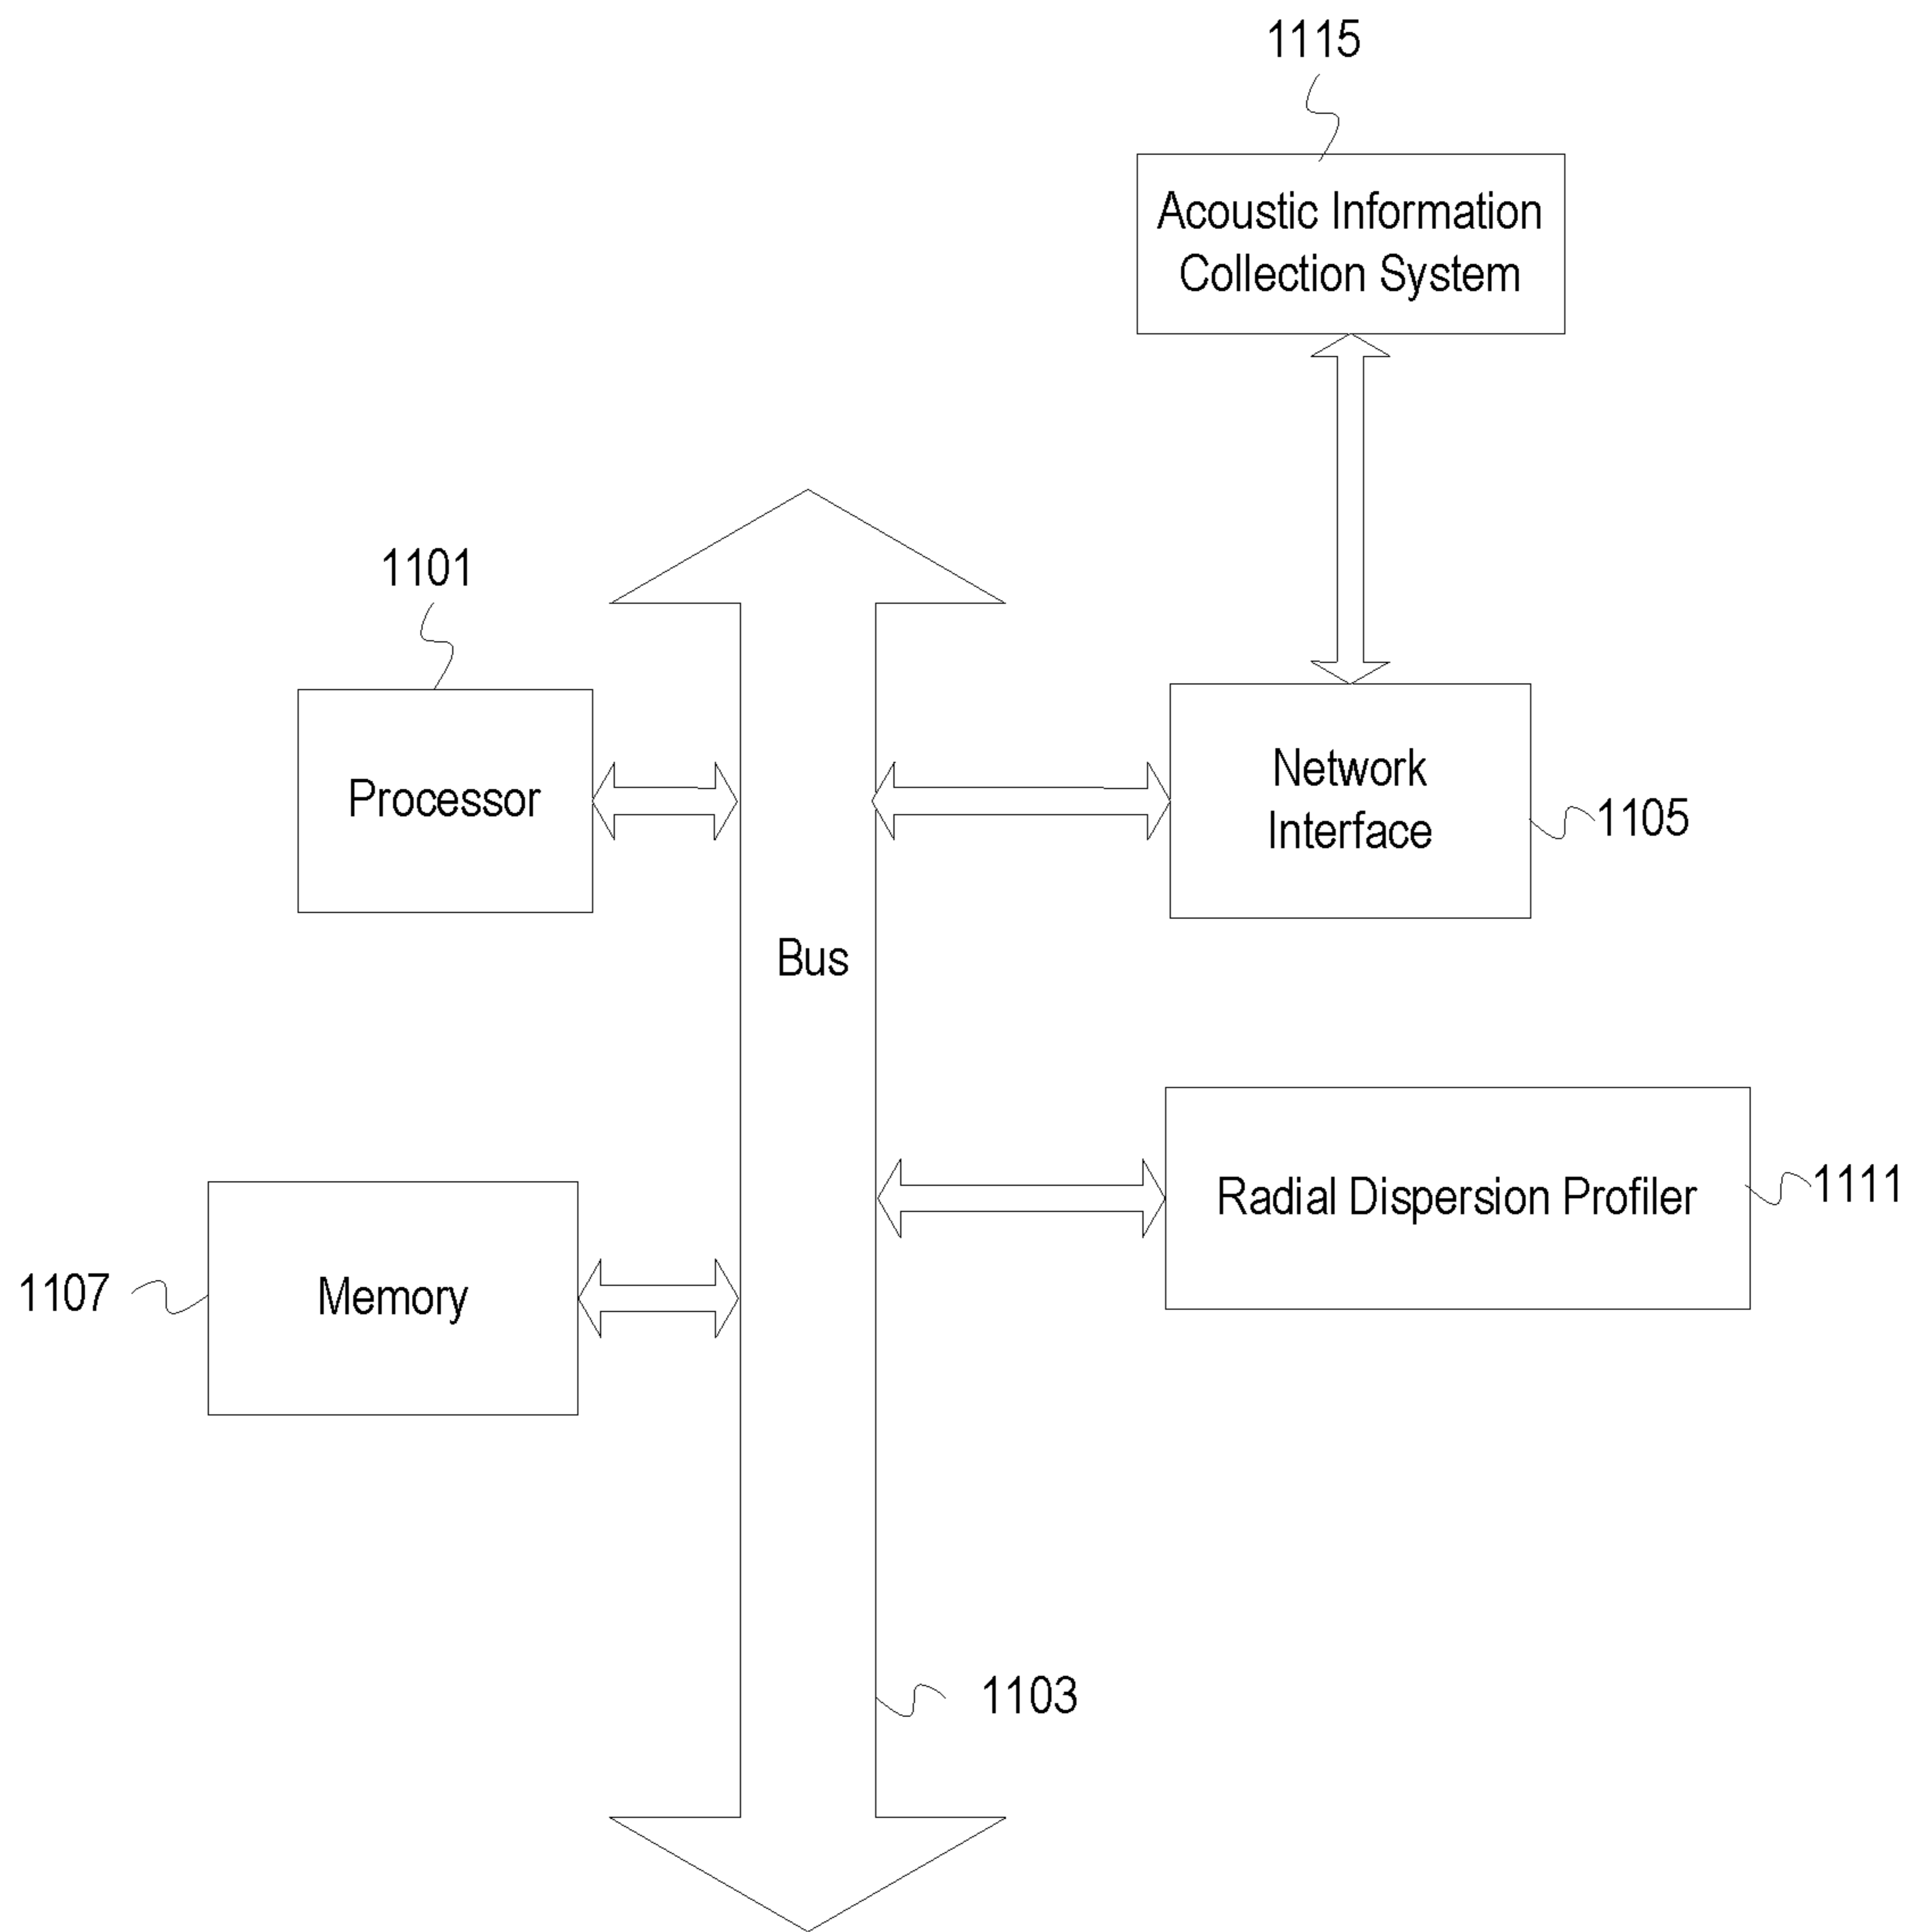 1115
Acoustic Information
Collection System
1101
Processor
Network
Interface
1105
Bus
Radial Dispersion Profiler
1111
1107
Memory
1103